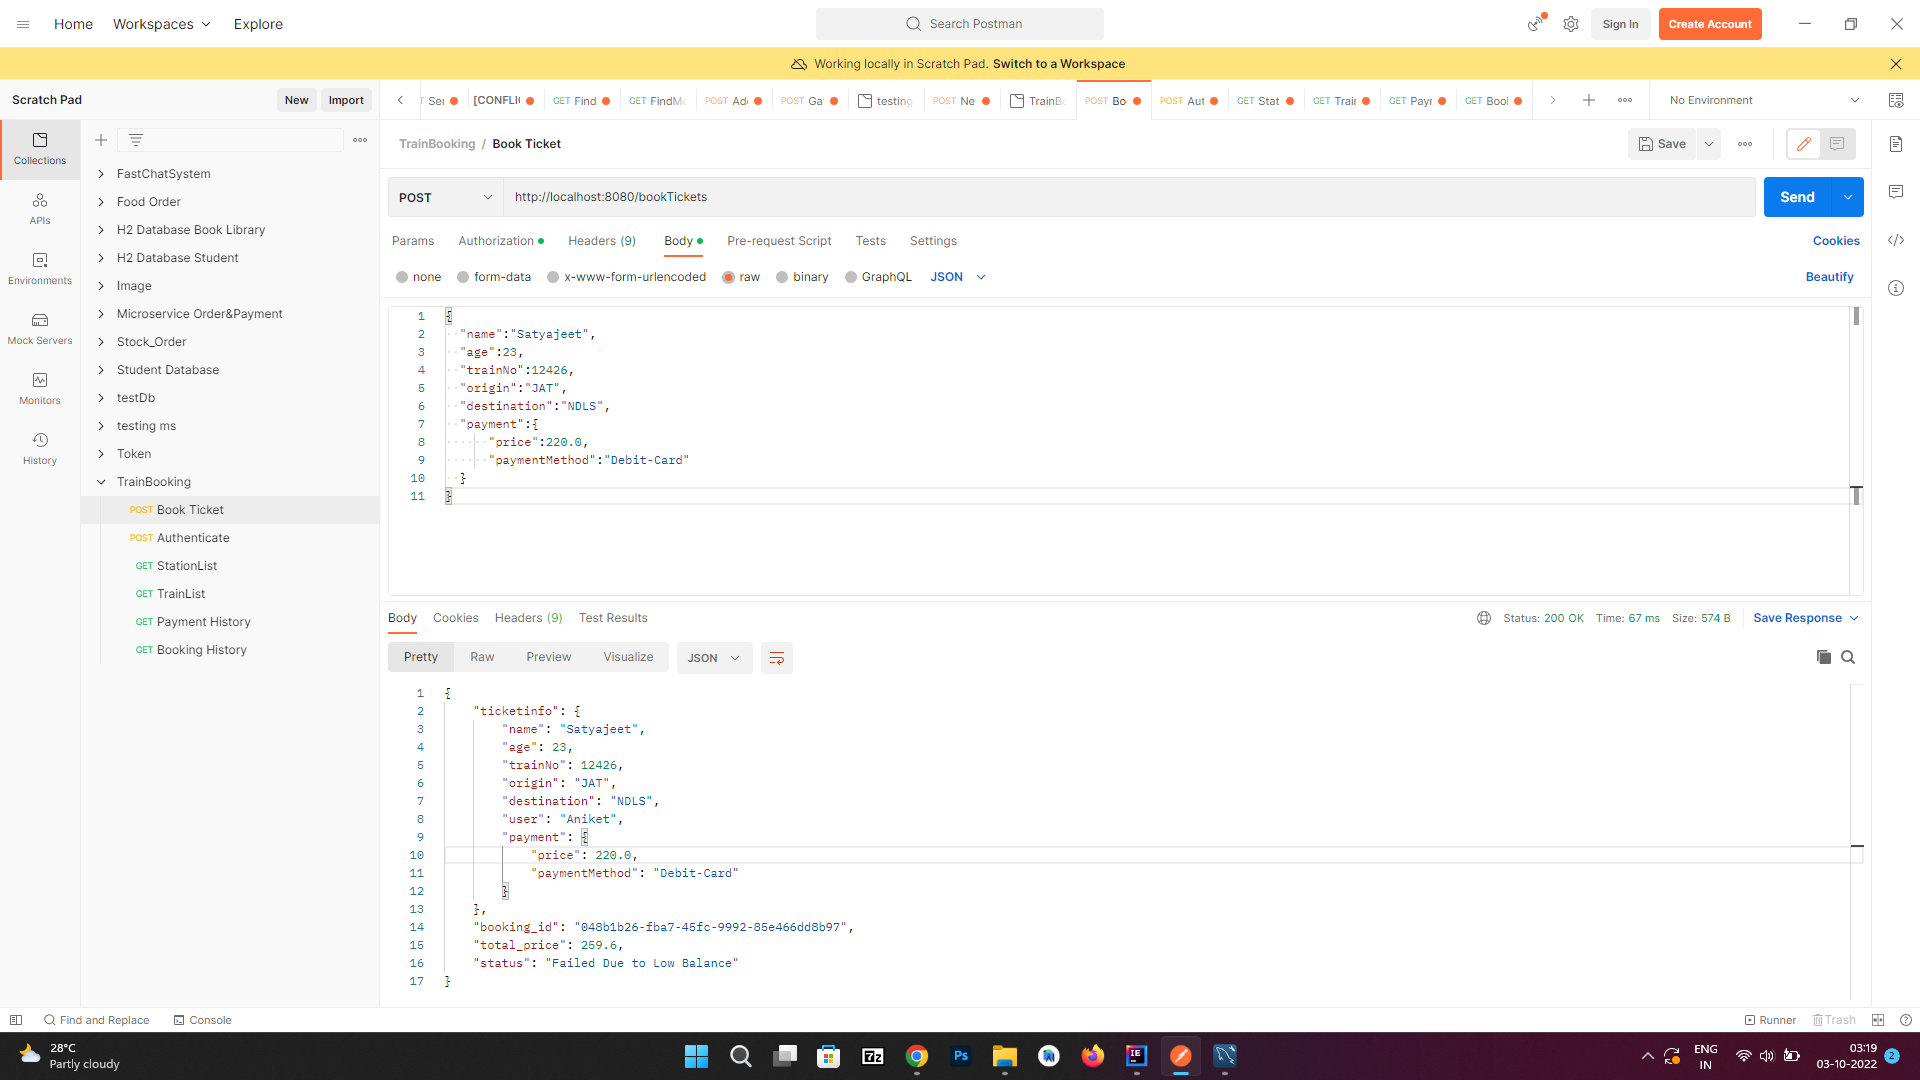 Home Workspaces Explore Search Postman Sign In Create Account
Working locally in Scratch Pad. Switch to a Workspace
Scratch Pad New Import
[CONFLI GET Find GET FindM POST Ad POST Ga testing POST Ne TrainB POST Bo POST Aut GET Stat GET Trai GET Payr GET Bool No Environment
Collections
APIs
Environments
Mock Servers
Monitors
History
FastChatSystem
Food Order
H2 Database Book Library
H2 Database Student
Image
Microservice Order&Payment
Stock_Order
Student Database
testDb
testing ms
Token
TrainBooking
POST Book Ticket
POST Authenticate
GET StationList
GET TrainList
GET Payment History
GET Booking History
TrainBooking / Book Ticket Save
POST http://localhost:8080/bookTickets Send
Params Authorization Headers (9) Body Pre-request Script Tests Settings Cookies
none form-data x-www-form-urlencoded raw binary GraphQL JSON Beautify
1 {
2 "name":"Satyajeet",
3 "age":23,
4 "trainNo":12426,
5 "origin":"JAT",
6 "destination":"NDLS",
7 "payment":{
8 "price":220.0,
9 "paymentMethod":"Debit-Card"
10 }
11 }
Body Cookies Headers (9) Test Results Status: 200 OK Time: 67 ms Size: 574 B Save Response
Pretty Raw Preview Visualize JSON
1 {
2 "ticketinfo": {
3 "name": "Satyajeet",
4 "age": 23,
5 "trainNo": 12426,
6 "origin": "JAT",
7 "destination": "NDLS",
8 "user": "Aniket",
9 "payment": {
10 "price": 220.0,
11 "paymentMethod": "Debit-Card"
12 }
13 },
14 "booking_id": "048b1b26-fba7-45fc-9992-85e466dd8b97",
15 "total_price": 259.6,
16 "status": "Failed Due to Low Balance"
17 }
Find and Replace Console Runner Trash
28°C
Partly cloudy
7z
Ps
IE
ENG
IN
03:19
03-10-2022
2